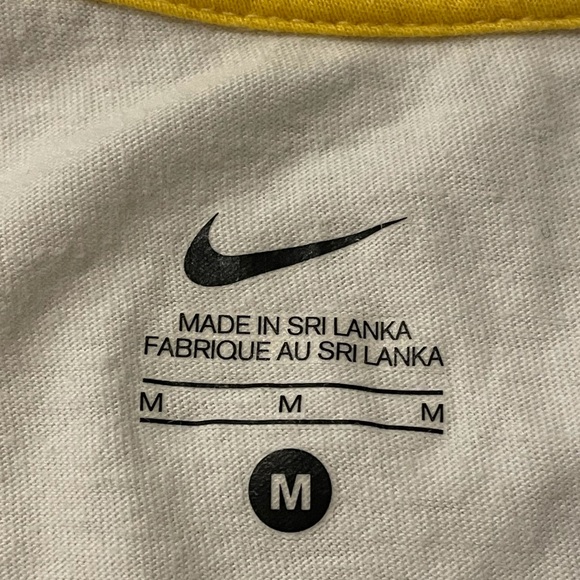 MADE IN SRI LANKA
FABRIQUE AU SRI LANKA
M M M
M